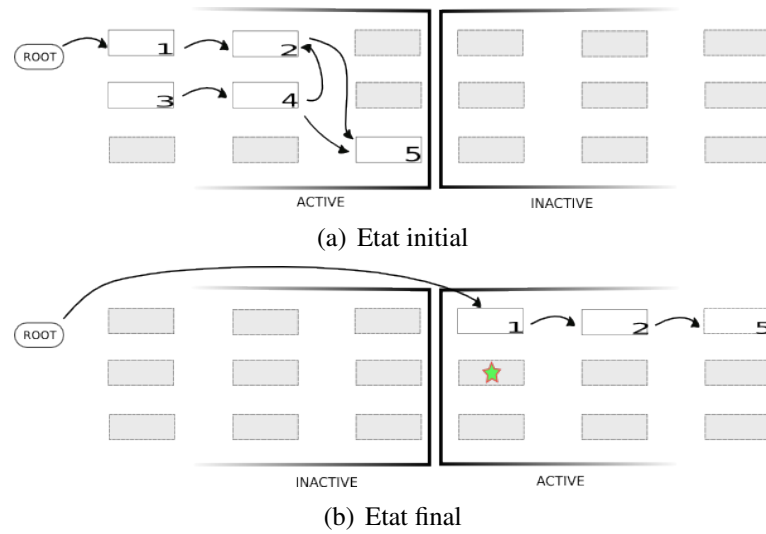 ROOT
1
2
3
4
5
ACTIVE
INACTIVE
(a) Etat initial
ROOT
1
2
5
INACTIVE
ACTIVE
(b) Etat final